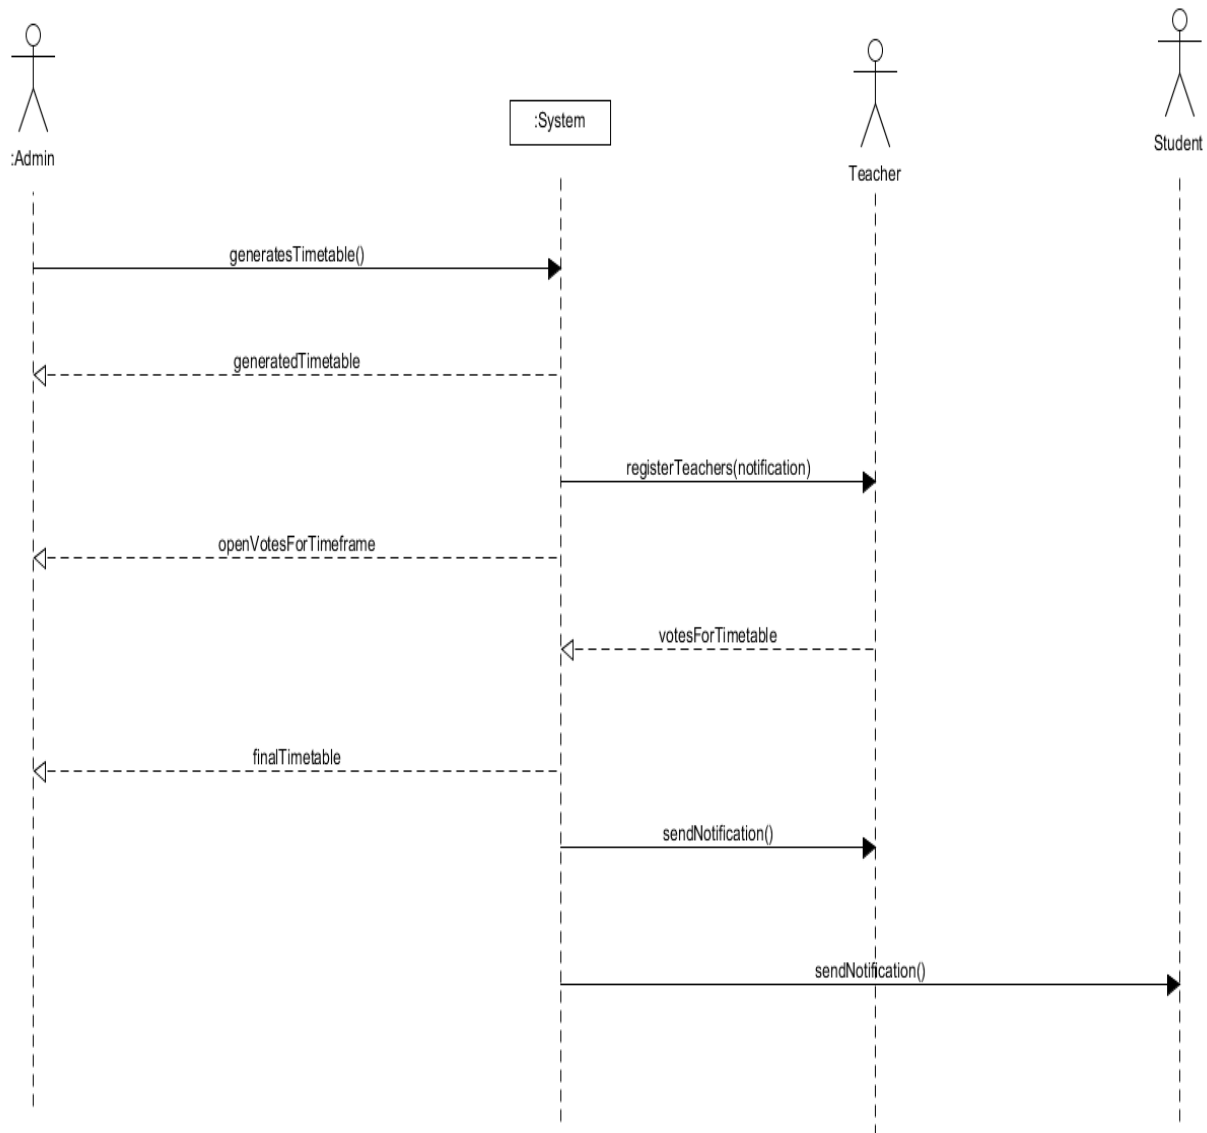 :Admin
:System
Teacher
Student
generatesTimetable()
generatedTimetable
registerTeachers(notification)
openVotesForTimeframe
votesForTimetable
finalTimetable
sendNotification()
sendNotification()